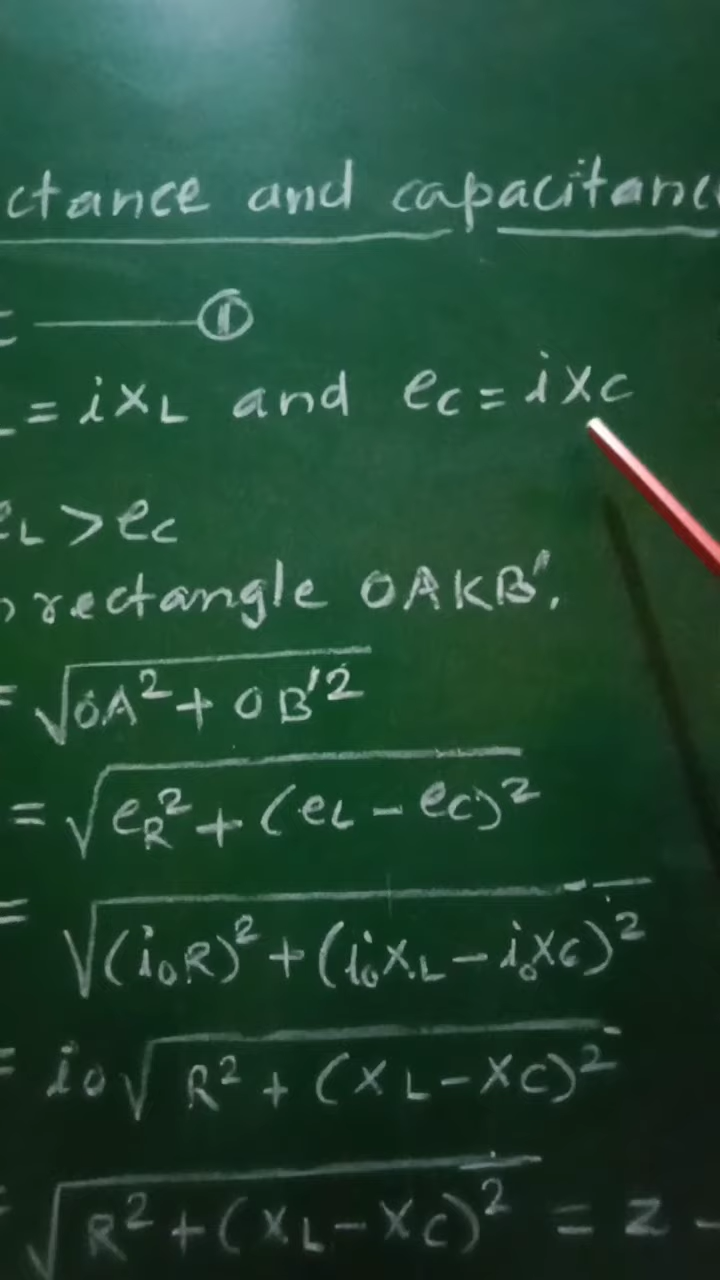 ctance and capacitanc
①
= iXL and eC = iXC
eL > eC
rectangle OAKB'.
= √OA² + OB'²
= √eR² + (eL - eC)²
= √(i₀R)² + (i₀XL - i₀XC)²
= i₀√R² + (XL - XC)²
= √R² + (XL - XC)² = Z -